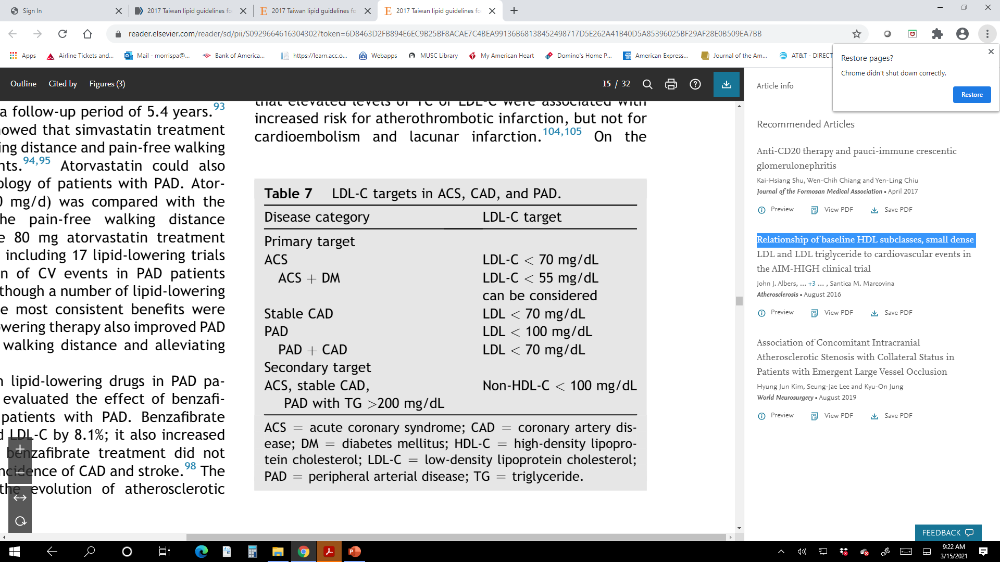 Sign In
2017 Taiwan lipid guidelines fo
2017 Taiwan lipid guidelines fo
2017 Taiwan lipid guidelines fo
reader.elsevier.com/reader/sd/pii/S0929664616304302?token=6D8463D2FB894E6EC9B25BF8ACAE7C4BEA99136B68138452498717D5E262A41B40D5A85396025BF29AF28E0B509EA7BB
Apps
Airline Tickets and...
Mail - morrispa@...
Bank of America...
https://learn.acc.o...
Webapps
MUSC Library
My American Heart
Domino's Home P...
American Express...
Journal of the Am...
AT&T - DIRECT
Restore pages?
Chrome didn't shut down correctly.
Restore
Outline
Cited by
Figures (3)
15 / 32
a follow-up period of 5.4 years.93
owed that simvastatin treatment
ing distance and pain-free walking
nts.94,95 Atorvastatin could also
ology of patients with PAD. Ator-
0 mg/d) was compared with the
he pain-free walking distance
e 80 mg atorvastatin treatment
including 17 lipid-lowering trials
n of CV events in PAD patients
though a number of lipid-lowering
e most consistent benefits were
owering therapy also improved PAD
walking distance and alleviating
n lipid-lowering drugs in PAD pa-
evaluated the effect of benzafi-
patients with PAD. Benzafibrate
d LDL-C by 8.1%; it also increased
benzafibrate treatment did not
ncidence of CAD and stroke.98 The
the evolution of atherosclerotic
that elevated levels of TC or LDL-C were associated with
increased risk for atherothrombotic infarction, but not for
cardioembolism and lacunar infarction.104,105 On the
Table 7 LDL-C targets in ACS, CAD, and PAD.
Disease category LDL-C target
Primary target
ACS LDL-C < 70 mg/dL
ACS + DM LDL-C < 55 mg/dL
can be considered
Stable CAD LDL < 70 mg/dL
PAD LDL < 100 mg/dL
PAD + CAD LDL < 70 mg/dL
Secondary target
ACS, stable CAD, Non-HDL-C < 100 mg/dL
PAD with TG >200 mg/dL
ACS = acute coronary syndrome; CAD = coronary artery dis-
ease; DM = diabetes mellitus; HDL-C = high-density lipopro-
tein cholesterol; LDL-C = low-density lipoprotein cholesterol;
PAD = peripheral arterial disease; TG = triglyceride.
Article info
Recommended Articles
Anti-CD20 therapy and pauci-immune crescentic
glomerulonephritis
Kai-Hsiang Shu, Wen-Chih Chiang and Yen-Ling Chiu
Journal of the Formosan Medical Association • April 2017
Preview View PDF Save PDF
Relationship of baseline HDL subclasses, small dense
LDL and LDL triglyceride to cardiovascular events in
the AIM-HIGH clinical trial
John J. Albers, ... +3 ... , Santica M. Marcovina
Atherosclerosis • August 2016
Preview View PDF Save PDF
Association of Concomitant Intracranial
Atherosclerotic Stenosis with Collateral Status in
Patients with Emergent Large Vessel Occlusion
Hyung Jun Kim, Seung-Jae Lee and Kyu-On Jung
World Neurosurgery • August 2019
Preview View PDF Save PDF
FEEDBACK
9:22 AM
3/15/2021